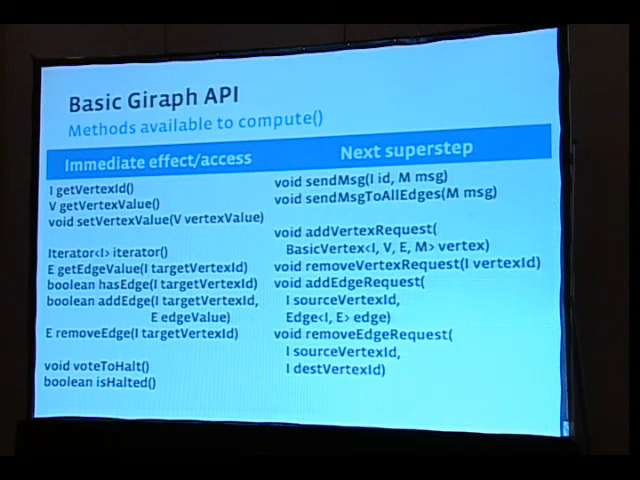 Basic Giraph API
Methods available to compute()
Immediate effect/access
I getVertexId()
V getVertexValue()
void setVertexValue(V vertexValue)
Iterator<I> iterator()
E getEdgeValue(I targetVertexId)
boolean hasEdge(I targetVertexId)
boolean addEdge(I targetVertexId,
E edgeValue)
E removeEdge(I targetVertexId)
void voteToHalt()
boolean isHalted()
Next superstep
void sendMsg(I id, M msg)
void sendMsgToAllEdges(M msg)
void addVertexRequest(
BasicVertex<I, V, E, M> vertex)
void removeVertexRequest(I vertexId)
void addEdgeRequest(
I sourceVertexId,
Edge<I, E> edge)
void removeEdgeRequest(
I sourceVertexId,
I destVertexId)